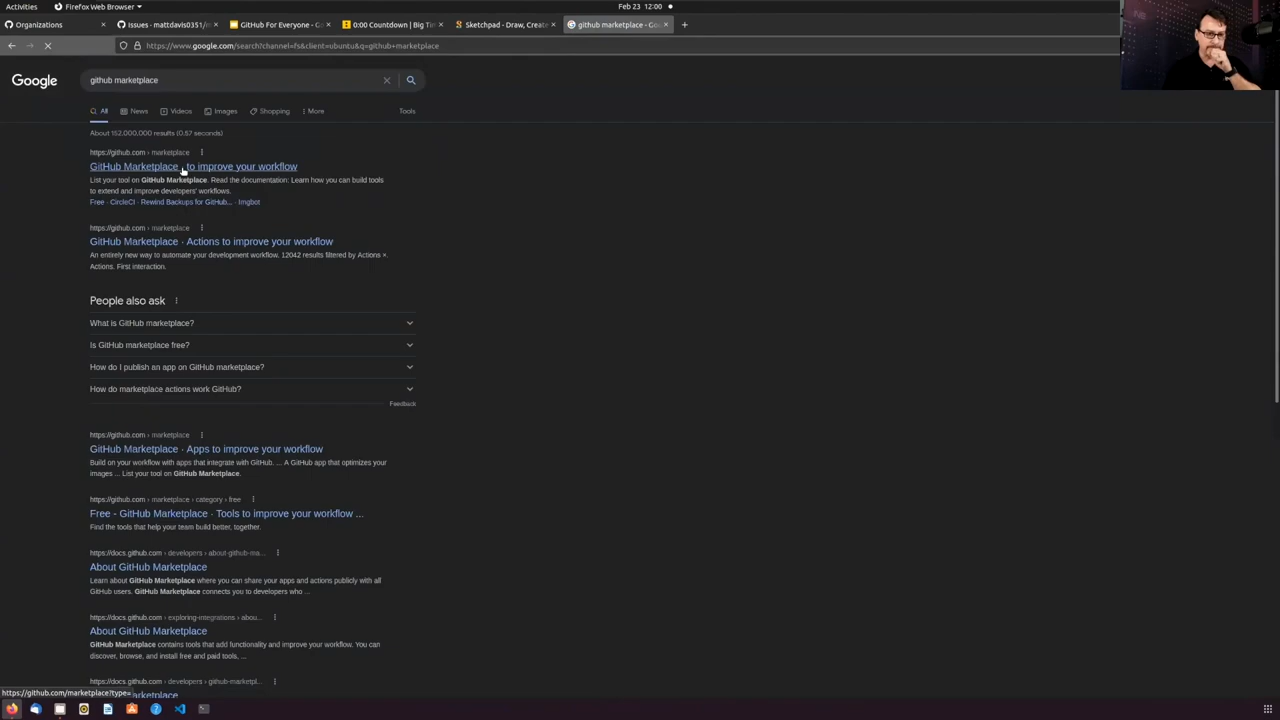 Activities
Firefox Web Browser
Feb 23 12:00
Organizations
Issues · mattdavis0351/
GitHub For Everyone - G
0:00 Countdown | Big Tim
Sketchpad - Draw, Create
github marketplace - Goo
https://www.google.com/search?channel=fs&client=ubuntu&q=github+marketplace
Google
github marketplace
All
News
Videos
Images
Shopping
More
Tools
About 152,000,000 results (0.57 seconds)
https://github.com › marketplace
GitHub Marketplace · to improve your workflow
List your tool on GitHub Marketplace. Read the documentation: Learn how you can build tools
to extend and improve developers' workflows.
Free · CircleCI · Rewind Backups for GitHub... · Imgbot
https://github.com › marketplace
GitHub Marketplace · Actions to improve your workflow
An entirely new way to automate your development workflow. 12042 results filtered by Actions ×.
Actions. First interaction.
People also ask
What is GitHub marketplace?
Is GitHub marketplace free?
How do I publish an app on GitHub marketplace?
How do marketplace actions work GitHub?
Feedback
https://github.com › marketplace
GitHub Marketplace · Apps to improve your workflow
Build on your workflow with apps that integrate with GitHub. ... A GitHub app that optimizes your
images ... List your tool on GitHub Marketplace.
https://github.com › marketplace › category › free
Free - GitHub Marketplace · Tools to improve your workflow ...
Find the tools that help your team build better, together.
https://docs.github.com › developers › about-github-ma...
About GitHub Marketplace
Learn about GitHub Marketplace where you can share your apps and actions publicly with all
GitHub users. GitHub Marketplace connects you to developers who ...
https://docs.github.com › exploring-integrations › abou...
About GitHub Marketplace
GitHub Marketplace contains tools that add functionality and improve your workflow. You can
discover, browse, and install free and paid tools, ...
https://docs.github.com › developers › github-marketpl...
https://github.com/marketplace?type=
arketplace